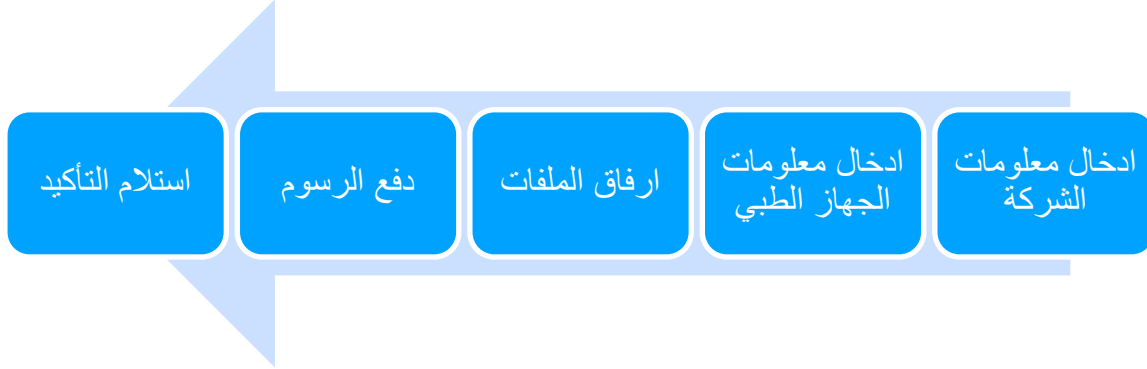 ادخال معلومات
الشركة
ادخال معلومات
الجهاز الطبي
ارفاق الملفات
دفع الرسوم
استلام التأكيد